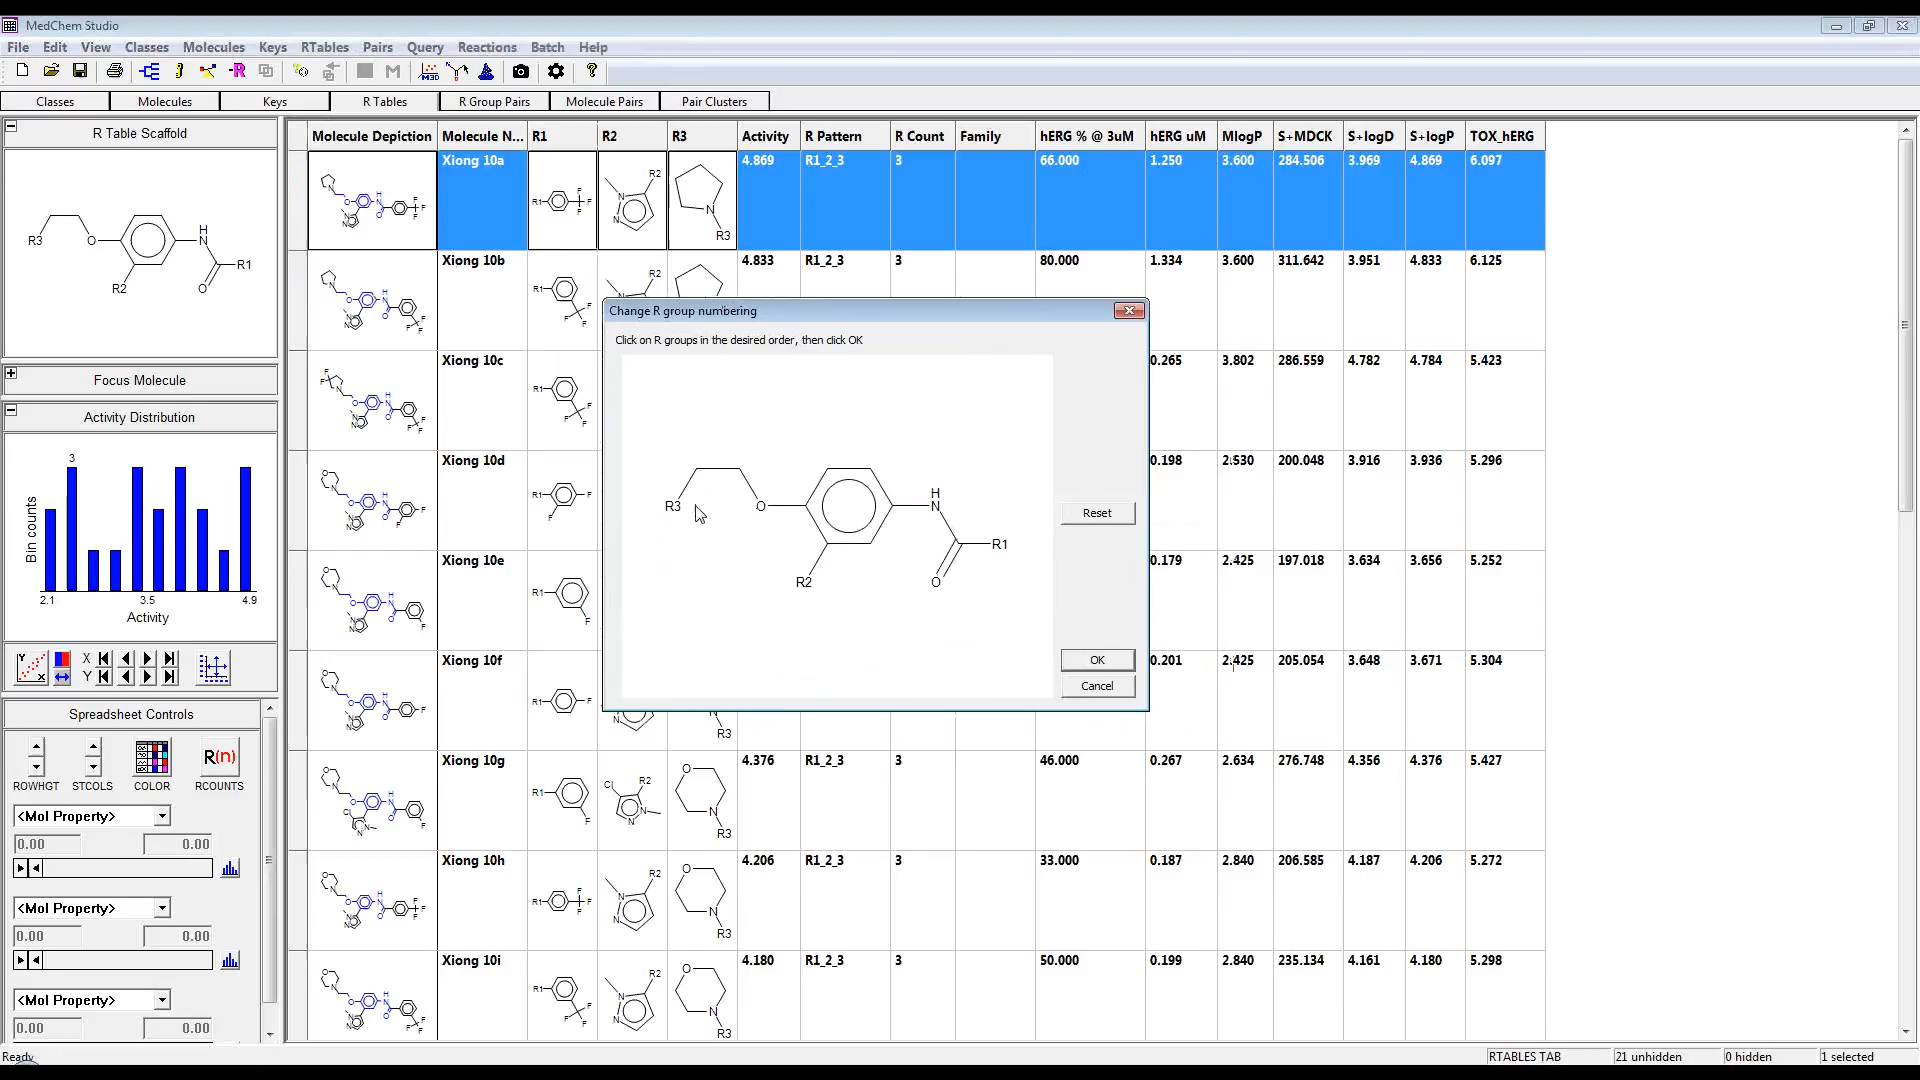 MedChem Studio
File Edit View Classes Molecules Keys RTables Pairs Query Reactions Batch Help
Classes Molecules Keys R Tables R Group Pairs Molecule Pairs Pair Clusters
R Table Scaffold
R3 O H N R1 R2 O
Focus Molecule
Activity Distribution
3
Bin counts
2.1 3.5 4.9
Activity
Y X X Y
Spreadsheet Controls
R(n)
ROWHGT STCOLS COLOR RCOUNTS
<Mol Property>
0.00 0.00
<Mol Property>
0.00 0.00
<Mol Property>
0.00 0.00
Molecule Depiction Molecule N... R1 R2 R3 Activity R Pattern R Count Family hERG % @ 3uM hERG uM MlogP S+MDCK S+logD S+logP TOX_hERG
Xiong 10a 4.869 R1_2_3 3 66.000 1.250 3.600 284.506 3.969 4.869 6.097
Xiong 10b 4.833 R1_2_3 3 80.000 1.334 3.600 311.642 3.951 4.833 6.125
Xiong 10c 0.265 3.802 286.559 4.782 4.784 5.423
Xiong 10d 0.198 2.530 200.048 3.916 3.936 5.296
Xiong 10e 0.179 2.425 197.018 3.634 3.656 5.252
Xiong 10f 0.201 2.425 205.054 3.648 3.671 5.304
Xiong 10g 4.376 R1_2_3 3 46.000 0.267 2.634 276.748 4.356 4.376 5.427
Xiong 10h 4.206 R1_2_3 3 33.000 0.187 2.840 206.585 4.187 4.206 5.272
Xiong 10i 4.180 R1_2_3 3 50.000 0.199 2.840 235.134 4.161 4.180 5.298
Change R group numbering
Click on R groups in the desired order, then click OK
R3 O H N R1 R2 O
Reset
OK
Cancel
Ready
RTABLES TAB 21 unhidden 0 hidden 1 selected